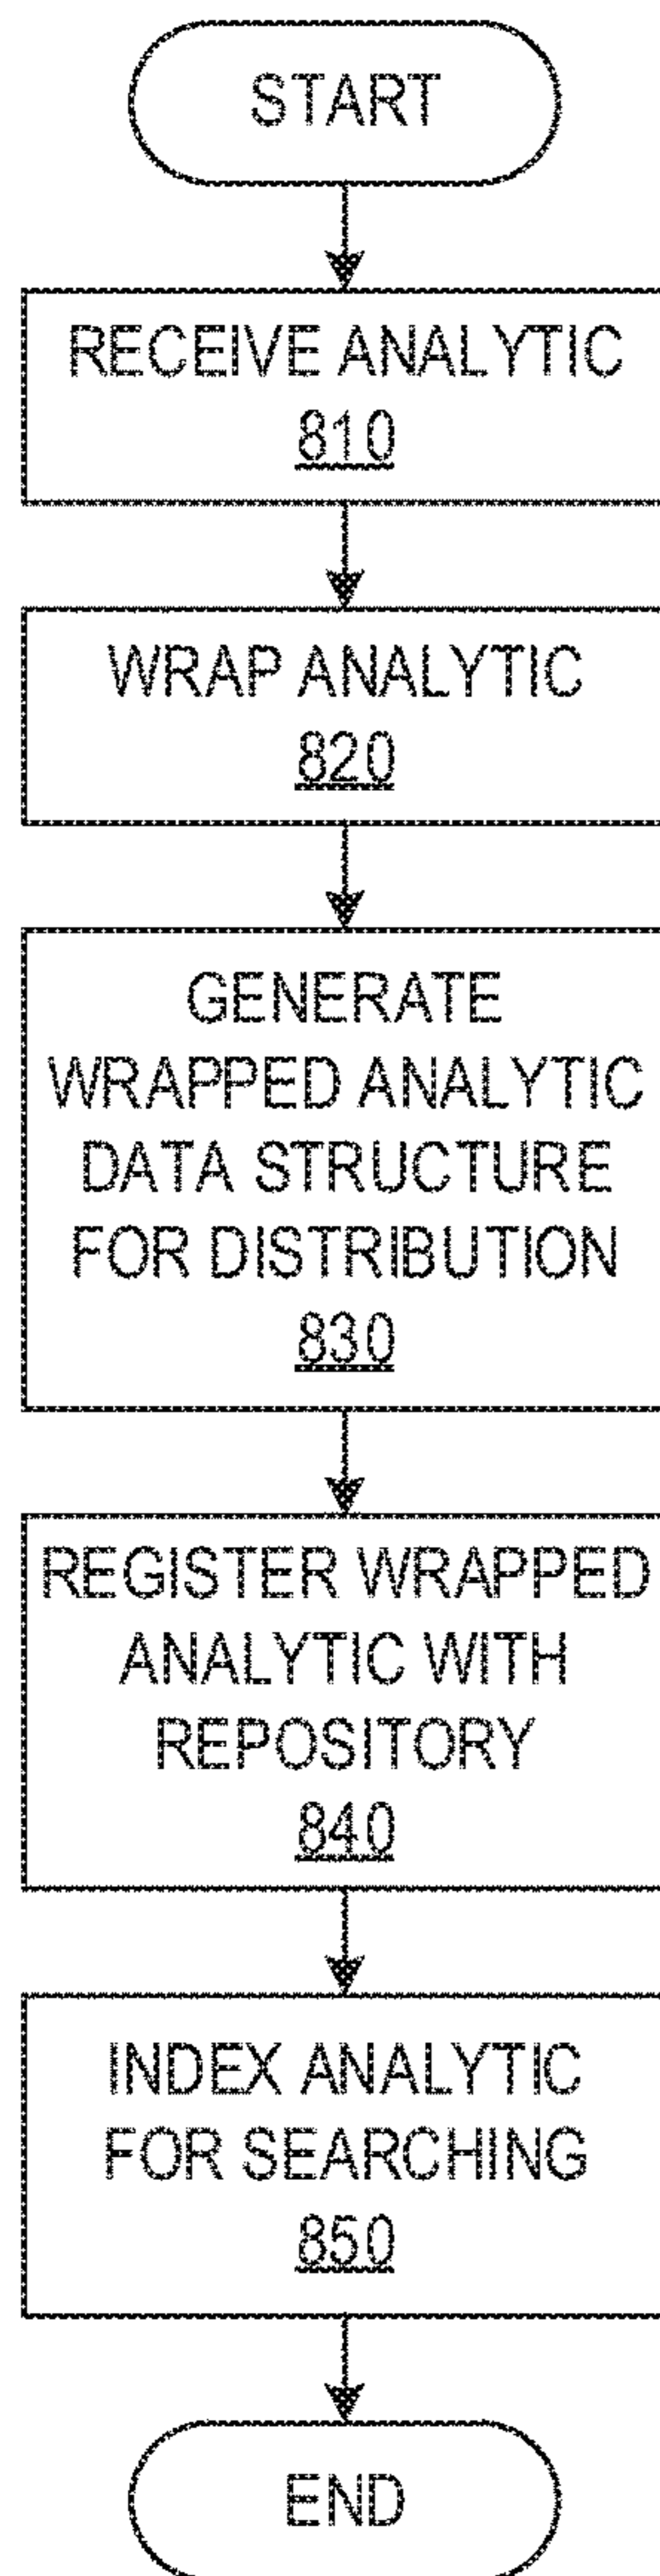 START
RECEIVE ANALYTIC
810
WRAP ANALYTIC
820
GENERATE
WRAPPED ANALYTIC
DATA STRUCTURE
FOR DISTRIBUTION
830
REGISTER WRAPPED
ANALYTIC WITH
REPOSITORY
840
INDEX ANALYTIC
FOR SEARCHING
850
END